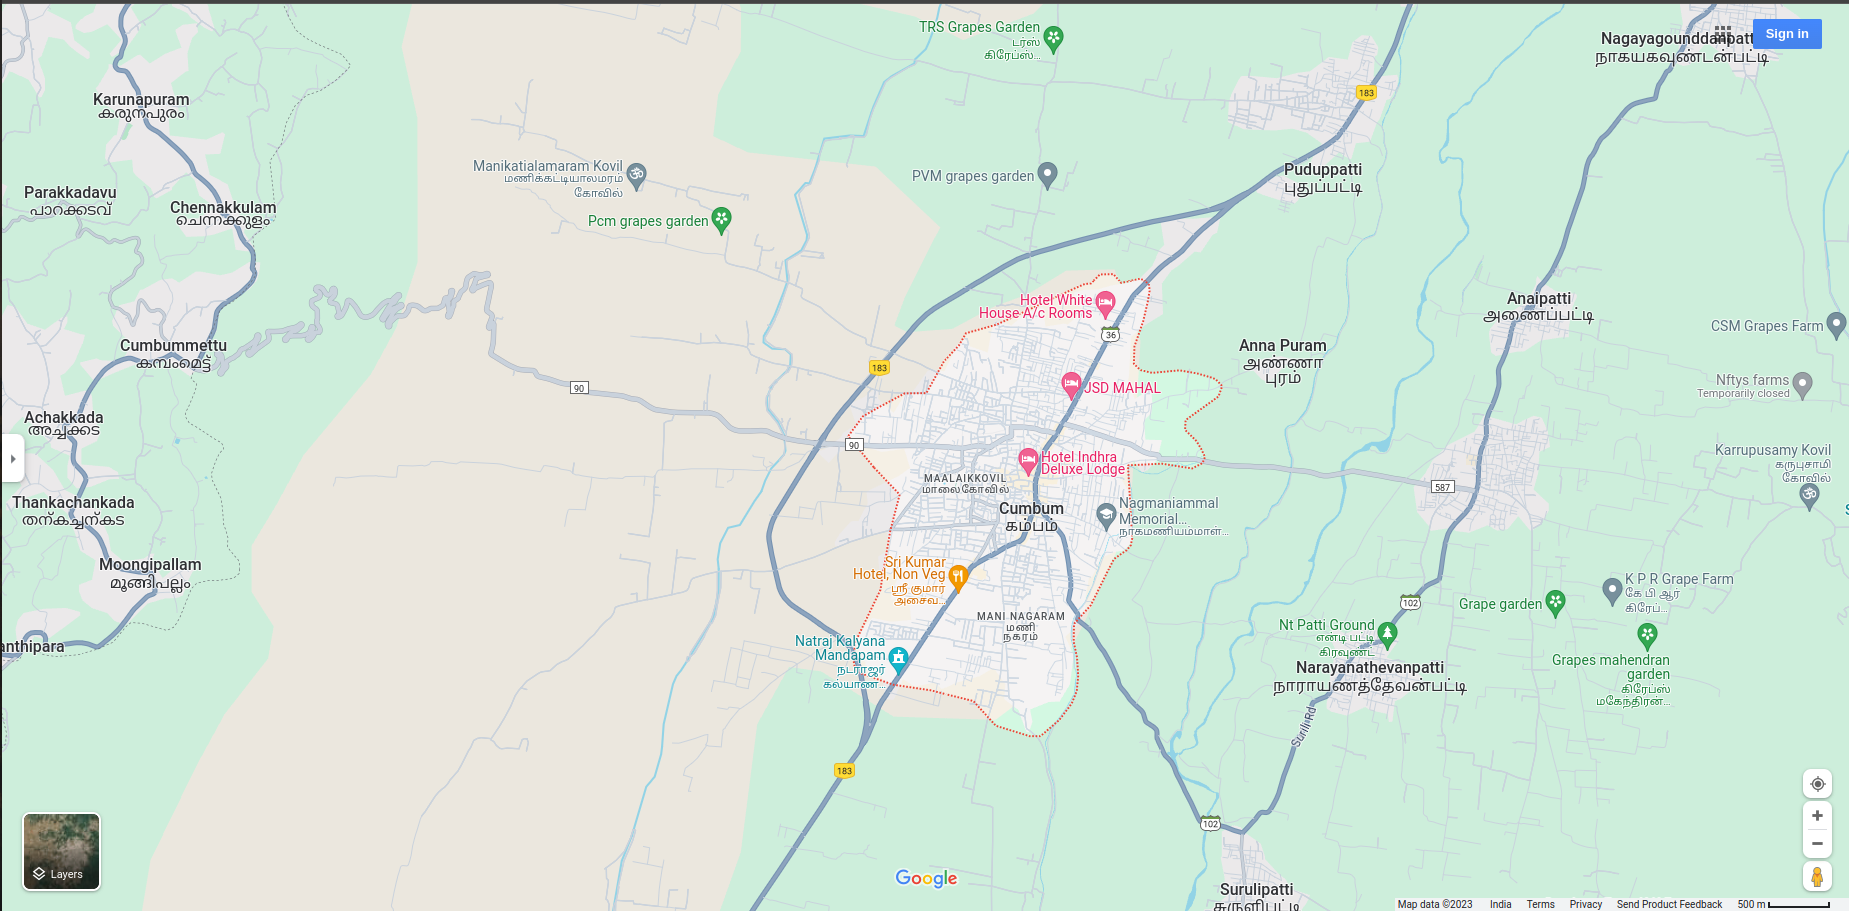 TRS Grapes Garden
டர்ஸ்
கிரேப்ஸ்...
183
Nagayagounddanpatti
நாகயகவுண்டன்பட்டி
Sign in
Karunapuram
കരുനപുരം
Manikatialamaram Kovil
மணிக்கட்டியாலமரம்
கோவில்
PVM grapes garden
Puduppatti
புதுப்பட்டி
Parakkadavu
പാറക്കടവ്
Chennakkulam
ചെന്നക്കുളം
Pcm grapes garden
Hotel White
House A/c Rooms
36
Anaipatti
அணைப்பட்டி
CSM Grapes Farm
Cumbummettu
കമ്പംമെട്ട്
183
Anna Puram
அண்ணா
புரம்
90
JSD MAHAL
Nftys farms
Temporarily closed
Achakkada
അച്ചക്കട
90
Hotel Indhra
Deluxe Lodge
Karrupusamy Kovil
கருபுசாமி
கோவில்
MAALAIKKOVIL
மாலைகோவில்
587
Thankachankada
തന്കച്ചന്കട
Cumbum
கம்பம்
Nagmaniammal
Memorial...
நாகமணியம்மாள்...
Moongipallam
മൂങ്ങിപല്ലം
Sri Kumar
Hotel, Non Veg
ஸ்ரீ குமார்
அசைவ...
K P R Grape Farm
கே பி ஆர்
கிரேப்...
102
Grape garden
MANI NAGARAM
மணி
நகரம்
Nt Patti Ground
என்டி பட்டி
கிரவுண்ட்
anthipara
Natraj Kalyana
Mandapam
நடராஜர்
கல்யாண...
Narayanathevanpatti
நாராயணத்தேவன்பட்டி
Grapes mahendran
garden
கிரேப்ஸ்
மகேந்திரன்...
Suruli Rd
183
102
Layers
Google
Surulipatti
சுருளிபட்டி
Map data ©2023 India Terms Privacy Send Product Feedback 500 m